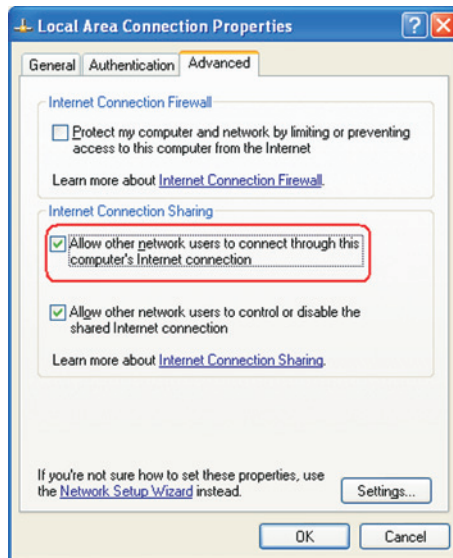 Local Area Connection Properties
General Authentication Advanced
Internet Connection Firewall
Protect my computer and network by limiting or preventing
access to this computer from the Internet
Learn more about Internet Connection Firewall.
Internet Connection Sharing
Allow other network users to connect through this
computer's Internet connection
Allow other network users to control or disable the
shared Internet connection
Learn more about Internet Connection Sharing.
If you're not sure how to set these properties, use
the Network Setup Wizard instead.
Settings...
OK Cancel